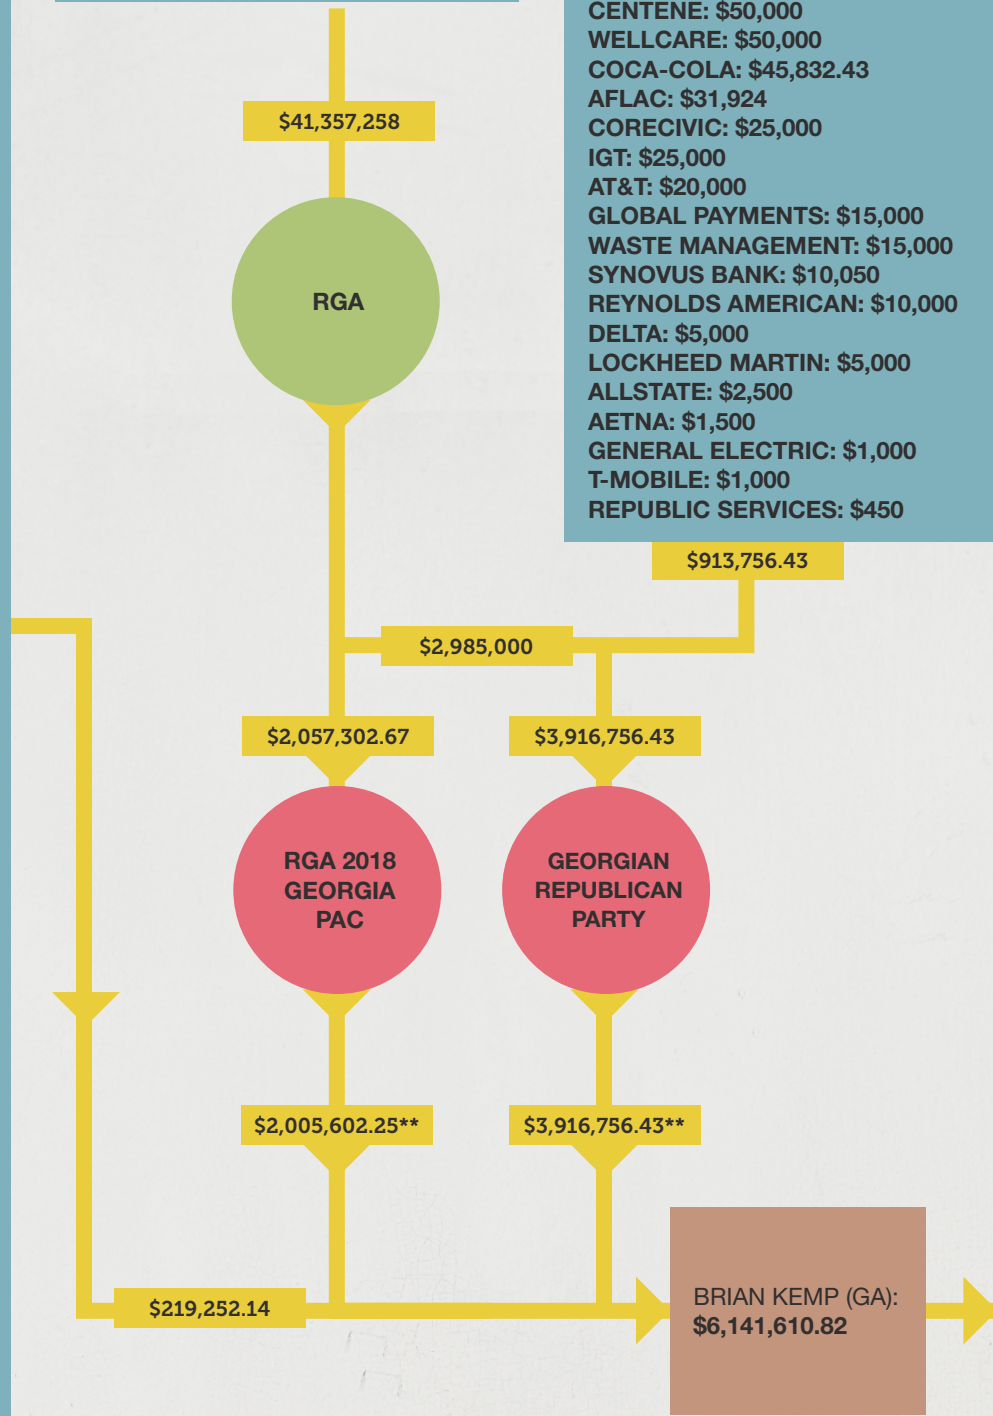 CENTENE: $50,000
WELLCARE: $50,000
COCA-COLA: $45,832.43
AFLAC: $31,924
CORECIVIC: $25,000
IGT: $25,000
AT&T: $20,000
GLOBAL PAYMENTS: $15,000
WASTE MANAGEMENT: $15,000
SYNOVUS BANK: $10,050
REYNOLDS AMERICAN: $10,000
DELTA: $5,000
LOCKHEED MARTIN: $5,000
ALLSTATE: $2,500
AETNA: $1,500
GENERAL ELECTRIC: $1,000
T-MOBILE: $1,000
REPUBLIC SERVICES: $450
$41,357,258
RGA
$913,756.43
$2,985,000
$2,057,302.67
$3,916,756.43
RGA 2018
GEORGIA
PAC
GEORGIAN
REPUBLICAN
PARTY
$2,005,602.25**
$3,916,756.43**
$219,252.14
BRIAN KEMP (GA):
$6,141,610.82